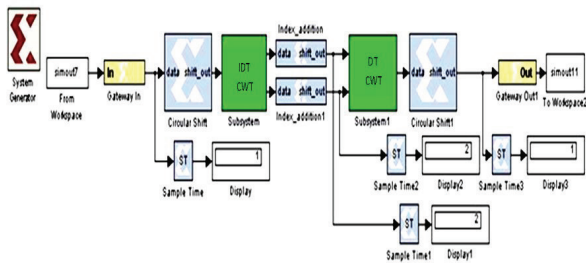 System Generator
simout7
From Workspace
In
Gateway In
data shift_out
Circular Shift
IDT CWT
Subsystem
Index_addition
data shift_out
data shift_out
Index_addition1
DT CWT
Subsystem1
data shift_out
Circular Shift1
Out
Gateway Out1
simout11
To Workspace2
ST
Sample Time
1
Display
ST
Sample Time2
2
Display2
ST
Sample Time3
1
Display3
ST
Sample Time1
2
Display1